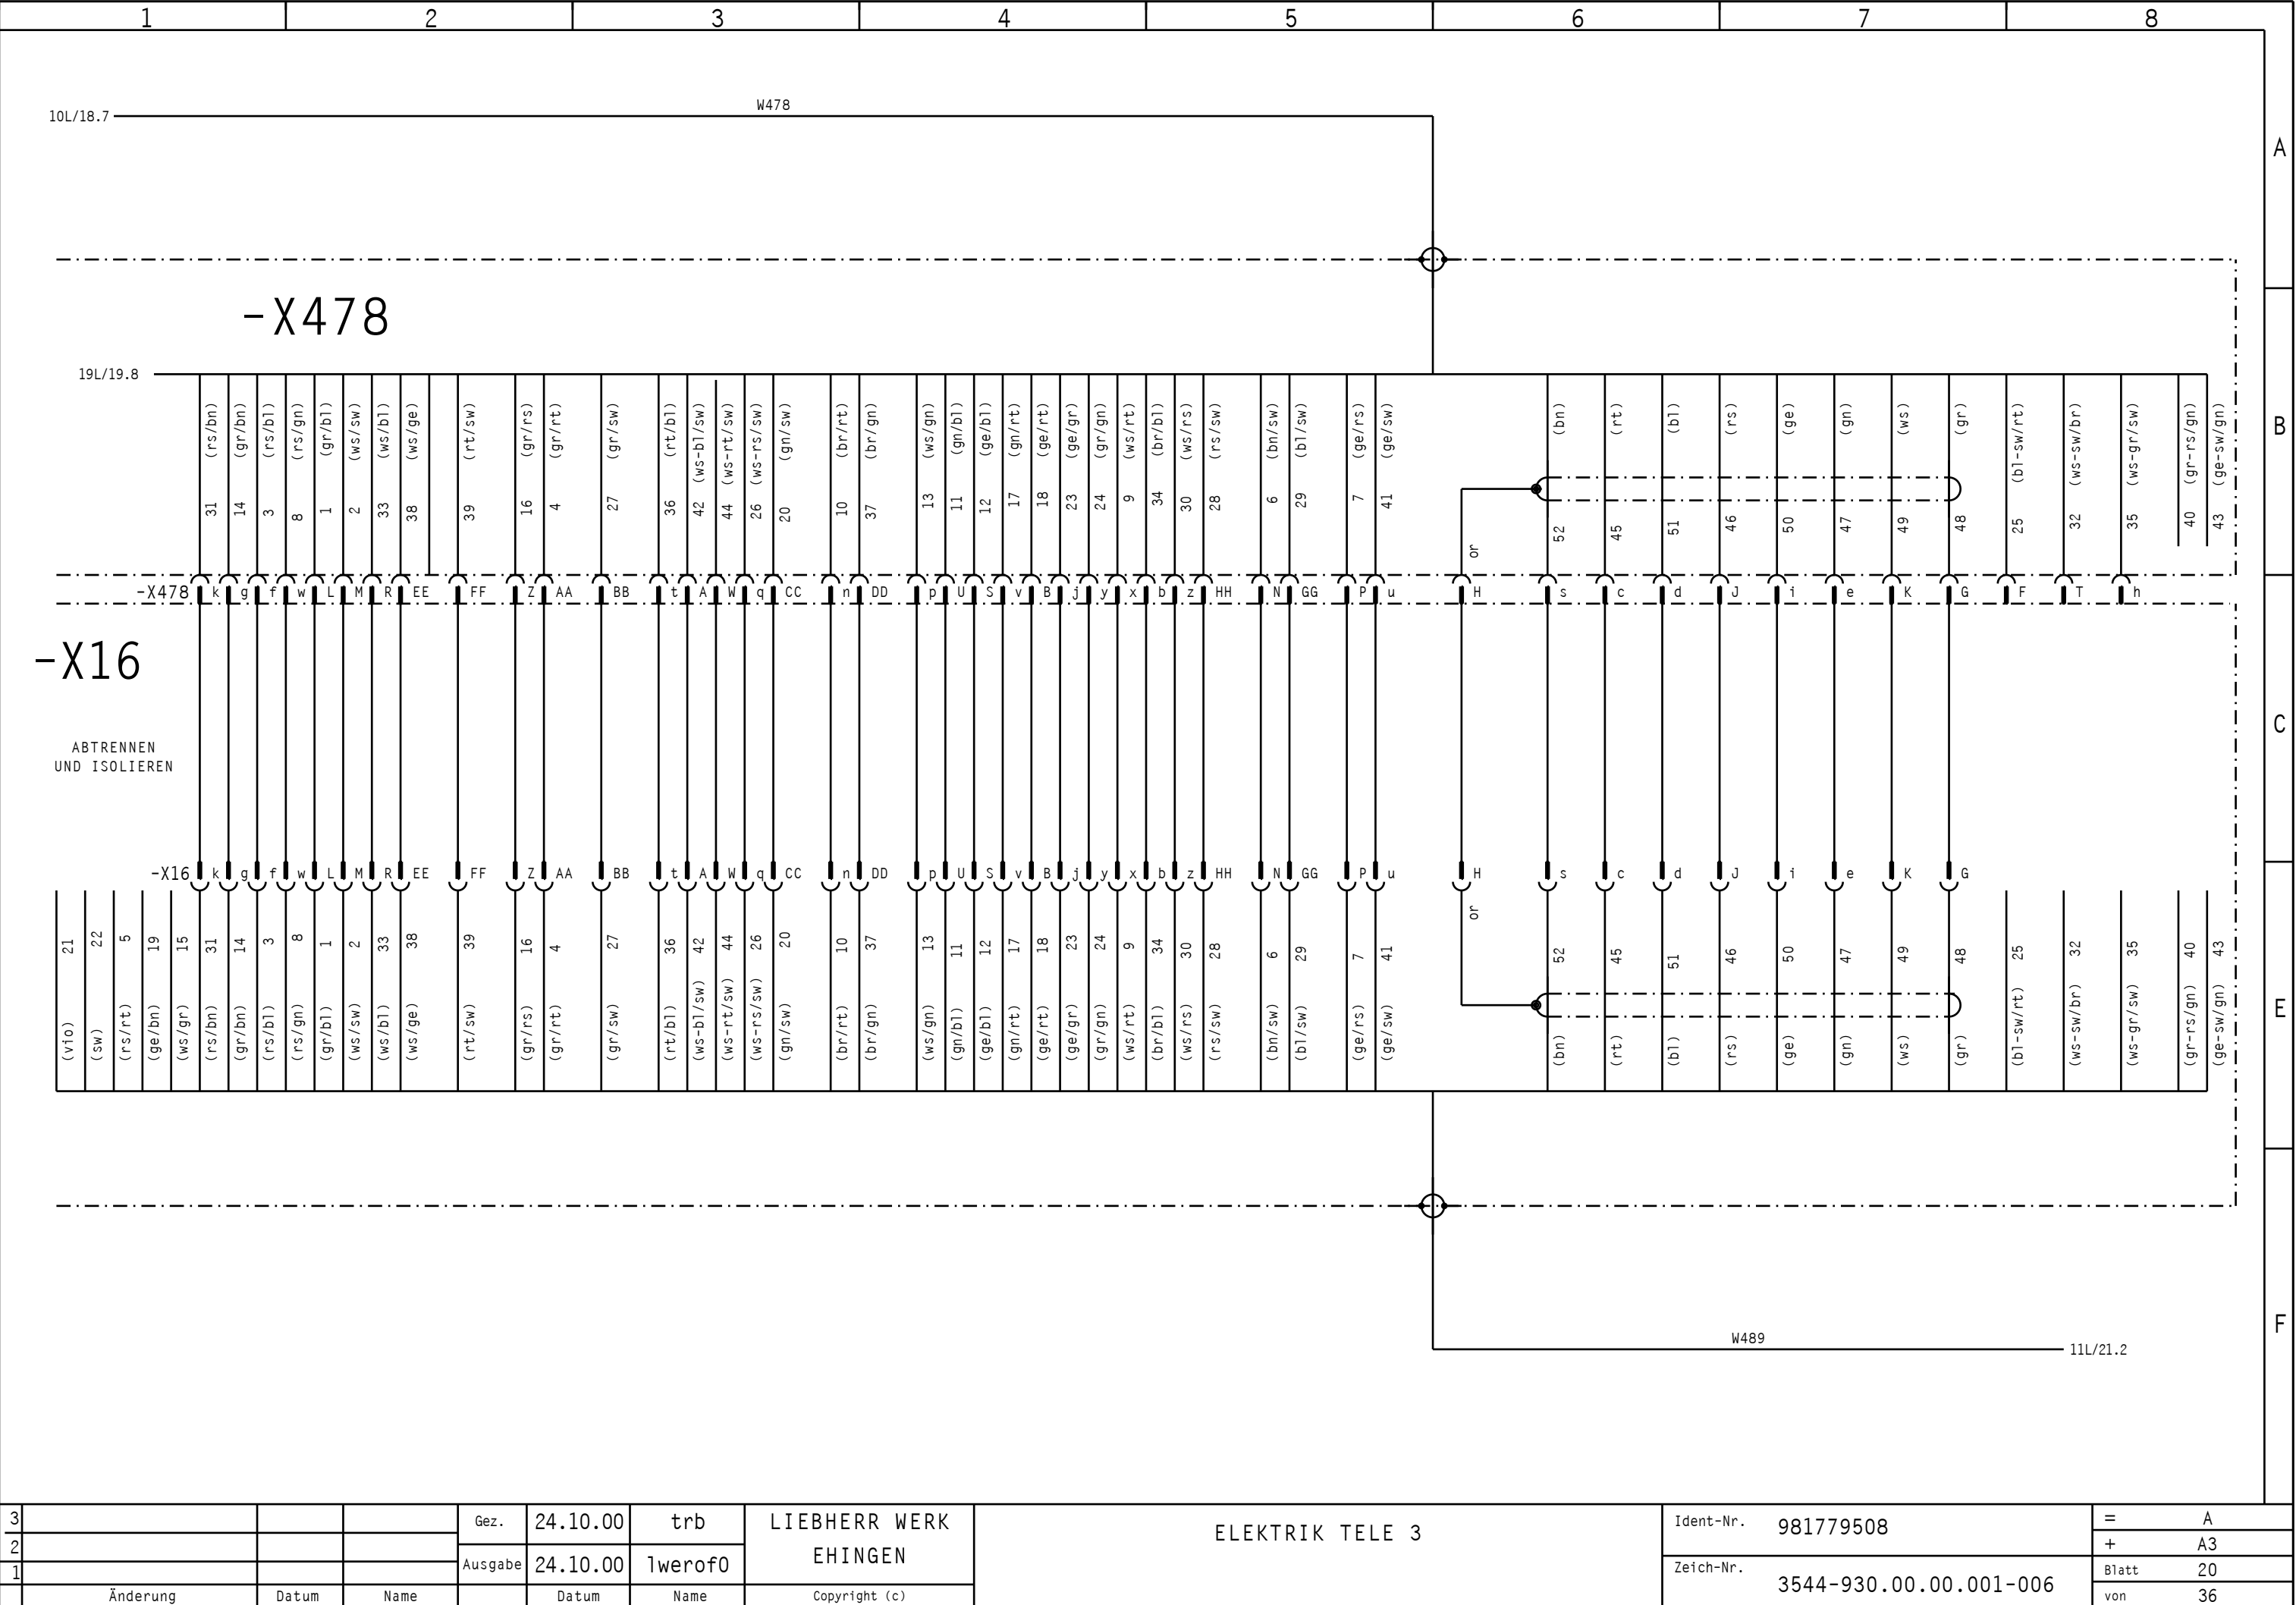 1 2 3 4 5 6 7 8
W478
10L/18.7
A
-X478
19L/19.8
B
(rs/bn) (gr/bn) (rs/bl) (rs/gn) (gr/bl) (ws/sw) (ws/bl) (ws/ge) (rt/sw) (gr/rs) (gr/rt) (gr/sw) (rt/bl) (ws-bl/sw) (ws-rt/sw) (ws-rs/sw) (gn/sw) (br/rt) (br/gn) (ws/gn) (gn/bl) (ge/bl) (gn/rt) (ge/rt) (ge/gr) (gr/gn) (ws/rt) (br/bl) (ws/rs) (rs/sw) (bn/sw) (bl/sw) (ge/rs) (ge/sw) (bn) (rt) (bl) (rs) (ge) (gn) (ws) (gr) (bl-sw/rt) (ws-sw/br) (ws-gr/sw) (gr-rs/gn) (ge-sw/gn)
31 14 3 8 1 2 33 38 39 16 4 27 36 42 44 26 20 10 37 13 11 12 17 18 23 24 9 34 30 28 6 29 7 41 or 52 45 51 46 50 47 49 48 25 32 35 40 43
-X478 k g f w L M R EE FF Z AA BB t A W q CC n DD p U S v B j y x b z HH N GG P u H s c d J i e K G F T h
-X16
C
ABTRENNEN
UND ISOLIEREN
-X16 k g f w L M R EE FF Z AA BB t A W q CC n DD p U S v B j y x b z HH N GG P u H s c d J i e K G
21 22 5 19 15 31 14 3 8 1 2 33 38 39 16 4 27 36 42 44 26 20 10 37 13 11 12 17 18 23 24 9 34 30 28 6 29 7 41 or 52 45 51 46 50 47 49 48 25 32 35 40 43
(vio) (sw) (rs/rt) (ge/bn) (ws/gr) (rs/bn) (gr/bn) (rs/bl) (rs/gn) (gr/bl) (ws/sw) (ws/bl) (ws/ge) (rt/sw) (gr/rs) (gr/rt) (gr/sw) (rt/bl) (ws-bl/sw) (ws-rt/sw) (ws-rs/sw) (gn/sw) (br/rt) (br/gn) (ws/gn) (gn/bl) (ge/bl) (gn/rt) (ge/rt) (ge/gr) (gr/gn) (ws/rt) (br/bl) (ws/rs) (rs/sw) (bn/sw) (bl/sw) (ge/rs) (ge/sw) (bn) (rt) (bl) (rs) (ge) (gn) (ws) (gr) (bl-sw/rt) (ws-sw/br) (ws-gr/sw) (gr-rs/gn) (ge-sw/gn)
E
F
W489
11L/21.2
3
2
1
Änderung Datum Name
Gez. 24.10.00 trb
Ausgabe 24.10.00 lwerof0
Datum Name
LIEBHERR WERK
EHINGEN
Copyright (c)
ELEKTRIK TELE 3
Ident-Nr. 981779508
Zeich-Nr. 3544-930.00.00.001-006
= A
+ A3
Blatt 20
von 36